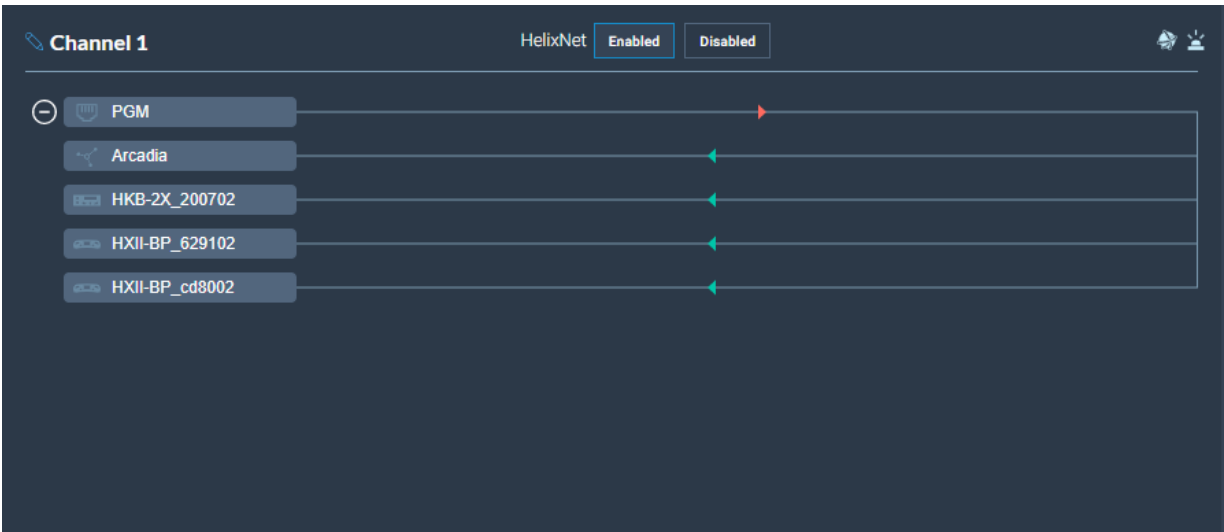 Channel 1
HelixNet Enabled Disabled
PGM
Arcadia
HKB-2X_200702
HXII-BP_629102
HXII-BP_cd8002